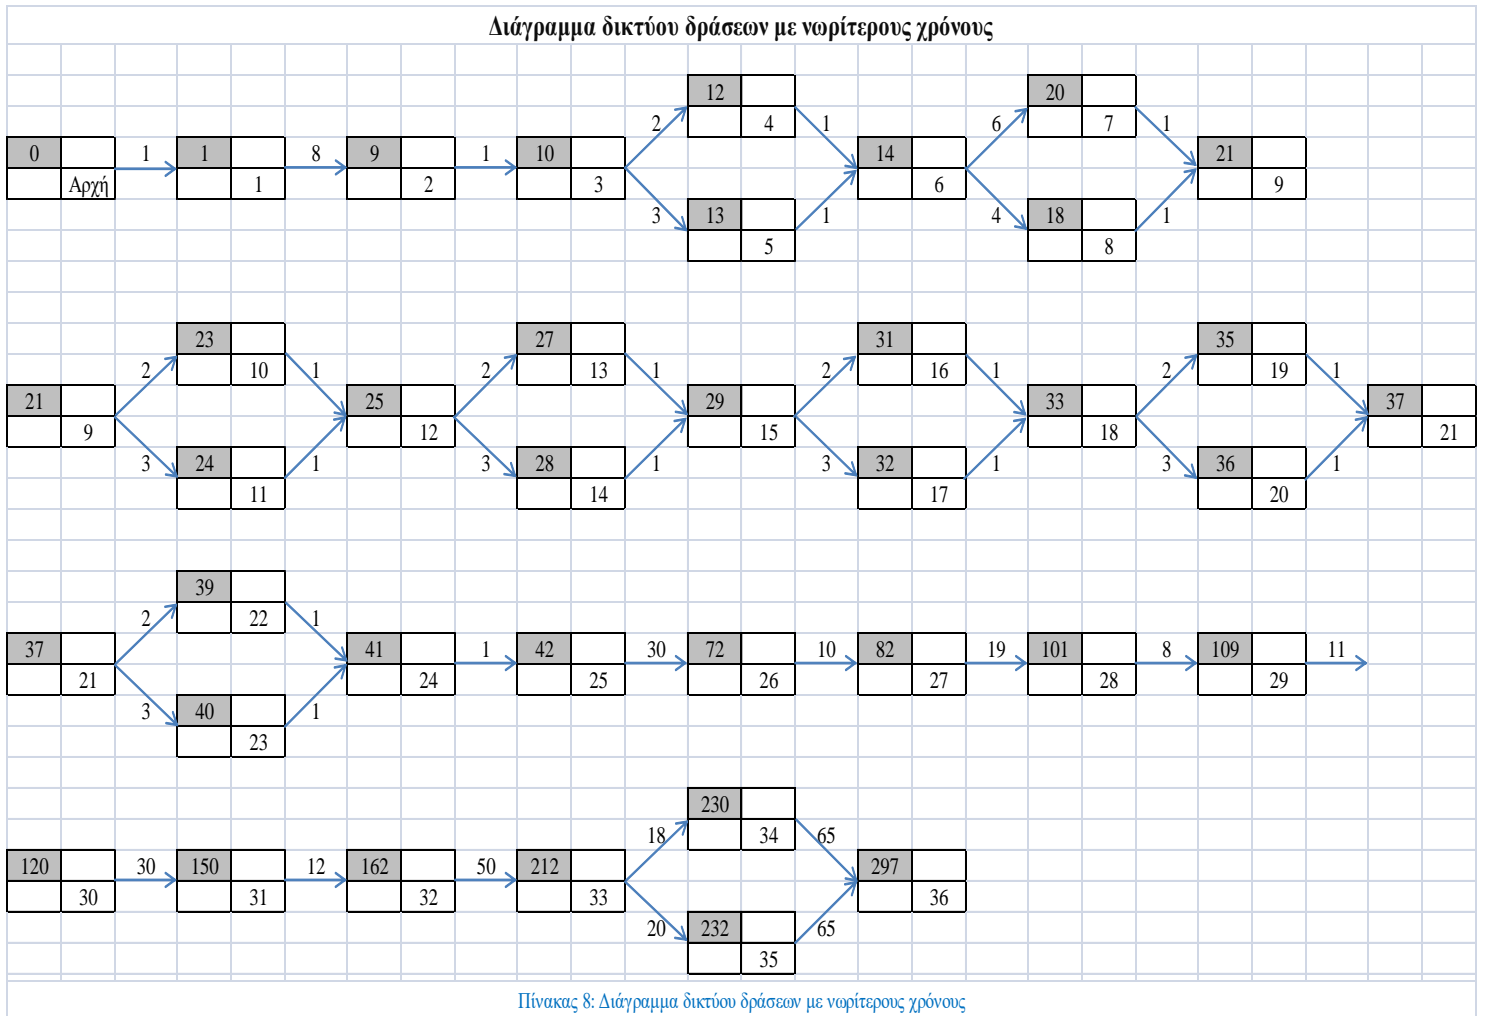 Διάγραμμα δικτύου δράσεων με νωρίτερους χρόνους
12 20
2 4 1 6 7 1
0 1 1 8 9 1 10 14 21
Αρχή 1 2 3 6 9
3 13 1 4 18 1
5 8
23 27 31 35
2 10 1 2 13 1 2 16 1 2 19 1
21 25 29 33 37
9 12 15 18 21
3 24 1 3 28 1 3 32 1 3 36 1
11 14 17 20
39
2 22 1
37 41 1 42 30 72 10 82 19 101 8 109 11
21 24 25 26 27 28 29
3 40 1
23
230
18 34 65
120 30 150 12 162 50 212 297
30 31 32 33 36
20 232 65
35
Πίνακας 8: Διάγραμμα δικτύου δράσεων με νωρίτερους χρόνους